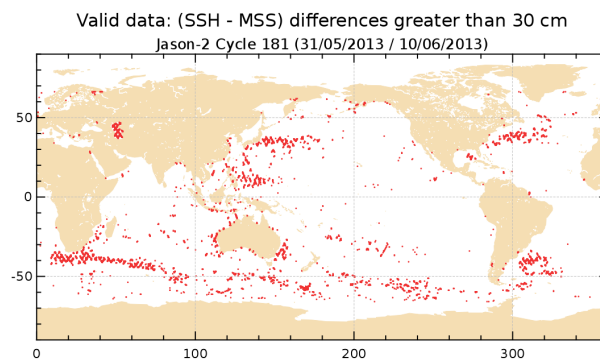 Valid data: (SSH - MSS) differences greater than 30 cm
Jason-2 Cycle 181 (31/05/2013 / 10/06/2013)
50
0
-50
0 100 200 300